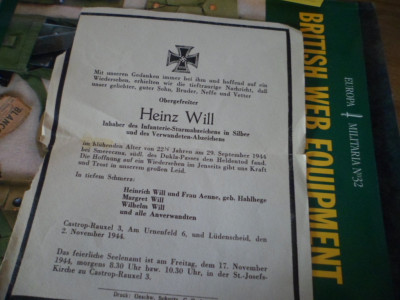 Mit unseren Gedanken immer bei ihm und hoffend auf ein
Wiedersehen, erhielten wir die tieftraurige Nachricht, daß
unser geliebter, guter Sohn, Bruder, Neffe und Vetter
Obergefreiter
Heinz Will
Inhaber des Infanterie-Sturmabzeichens in Silber
und des Verwundeten-Abzeichens
im blühenden Alter von 22½ Jahren am 29. September 1944
bei südl. des Dukla-Passes den Heldentod fand.
Die Hoffnung auf ein Wiedersehen im Jenseits gibt uns Kraft
und Trost in unserem großen Leid.
In tiefem Schmerz:
Heinrich Will und Frau Aenne, geb.
Margret Will
Wilhelm Will
und alle Anverwandten
Castrop-Rauxel 3, Am Urnenfeld 6, und Lüdenscheid, den
2. November 1944.
Das feierliche Seelenamt ist am Freitag, dem 17. November
1944, morgens 8.30 Uhr bzw. 10.30 Uhr, in der St.-Josefs-
Kirche zu Castrop-Rauxel 3.
Druck: Geschw.
BRITISH WEB EQUIPMENT
EUROPA MILITARIA Nº32